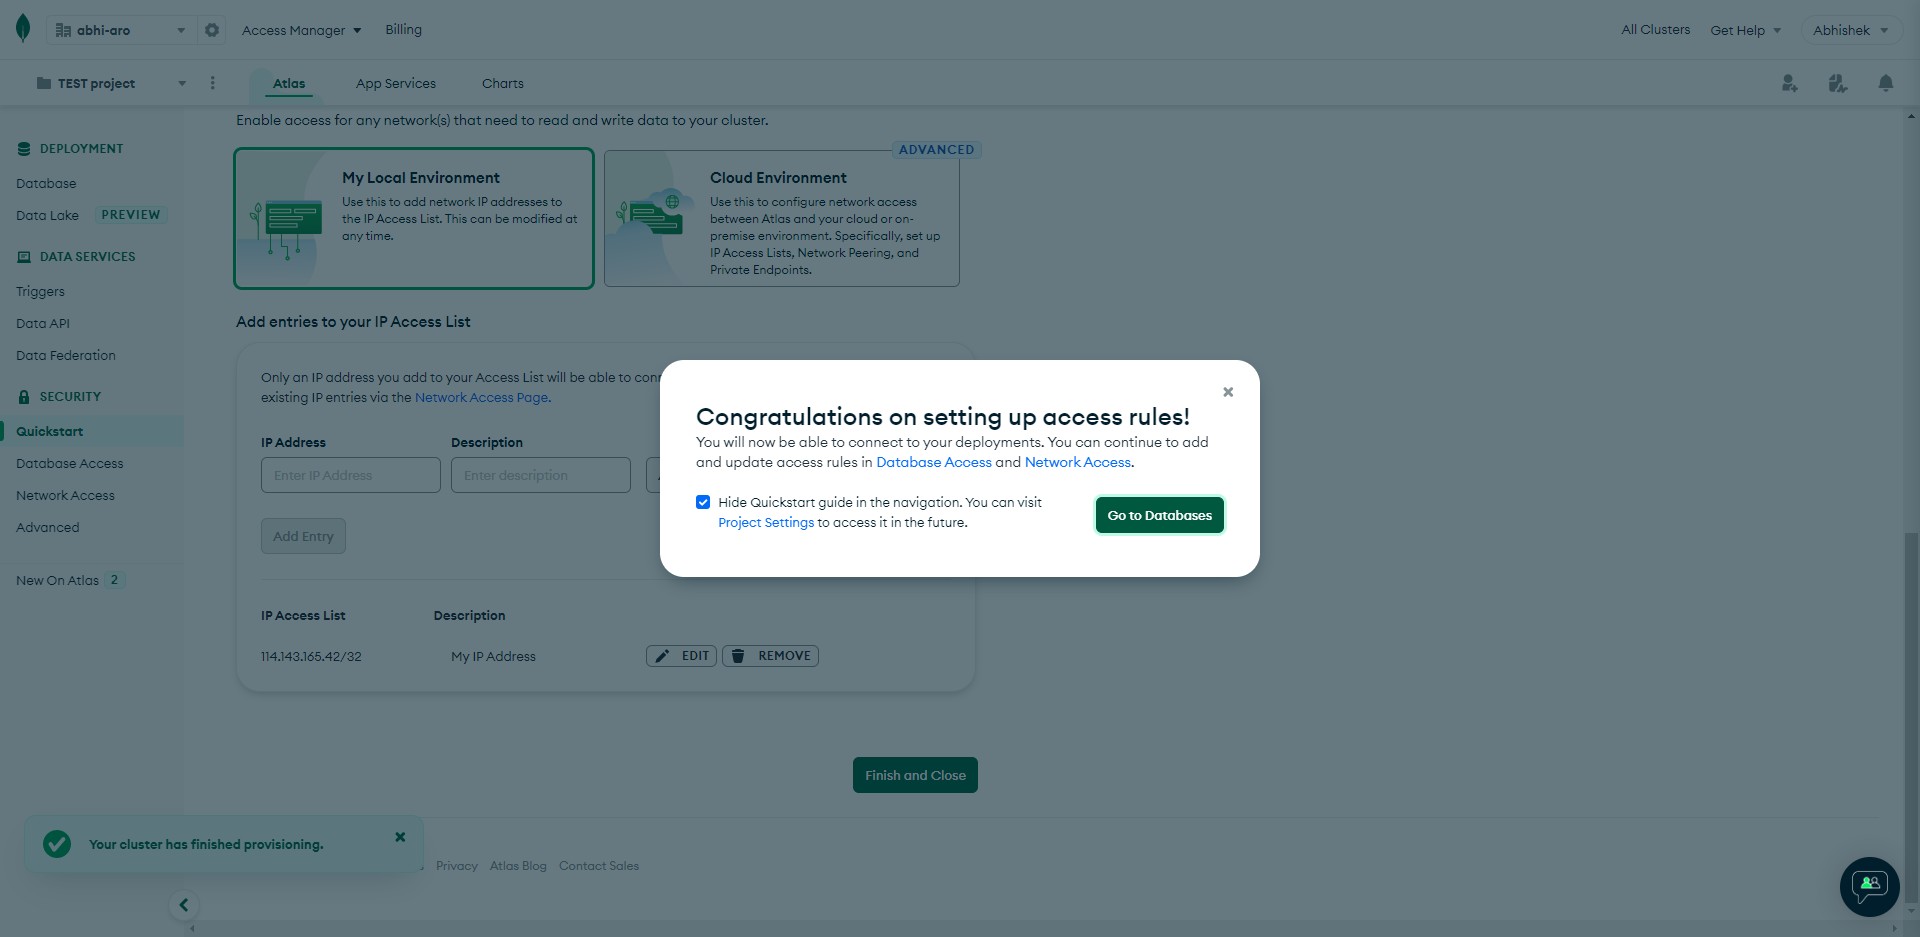 abhi-aro
Access Manager
Billing
All Clusters
Get Help
Abhishek
TEST project
Atlas
App Services
Charts
DEPLOYMENT
Database
Data Lake
PREVIEW
DATA SERVICES
Triggers
Data API
Data Federation
SECURITY
Quickstart
Database Access
Network Access
Advanced
New On Atlas
2
Enable access for any network(s) that need to read and write data to your cluster.
My Local Environment
Use this to add network IP addresses to
the IP Access List. This can be modified at
any time.
ADVANCED
Cloud Environment
Use this to configure network access
between Atlas and your cloud or on-
premise environment. Specifically, set up
IP Access Lists, Network Peering, and
Private Endpoints.
Add entries to your IP Access List
Only an IP address you add to your Access List will be able to
existing IP entries via the Network Access Page.
IP Address
Description
Enter IP Address
Enter description
Add Entry
IP Access List
Description
114.143.165.42/32
My IP Address
EDIT
REMOVE
Congratulations on setting up access rules!
You will now be able to connect to your deployments. You can continue to add
and update access rules in Database Access and Network Access.
Hide Quickstart guide in the navigation. You can visit
Project Settings to access it in the future.
Go to Databases
Finish and Close
Your cluster has finished provisioning.
Privacy
Atlas Blog
Contact Sales